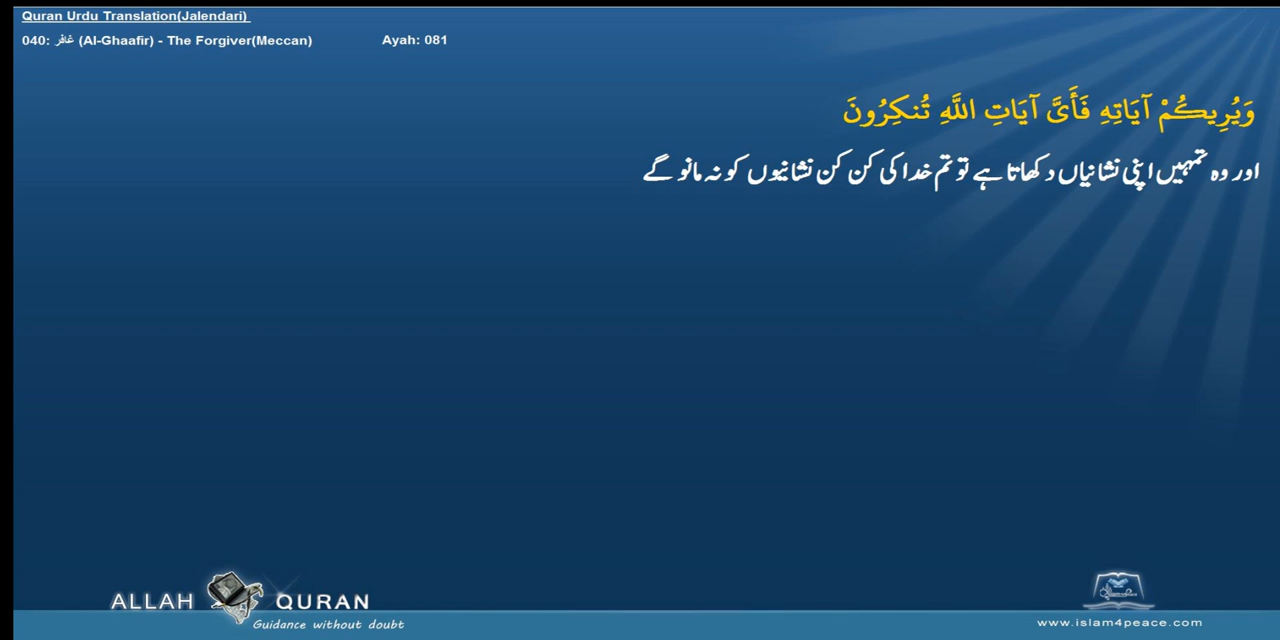 Quran Urdu Translation(Jalendari)
040: غافر (Al-Ghaafir) - The Forgiver(Meccan) Ayah: 081
وَيُرِيكُمْ آيَاتِهِ فَأَيَّ آيَاتِ اللَّهِ تُنكِرُونَ
اور وہ تمہیں اپنی نشانیاں دکھاتا ہے تو تم خدا کی کن کن نشانیوں کو نہ مانو گے
ALLAH QURAN
Guidance without doubt
www.islam4peace.com